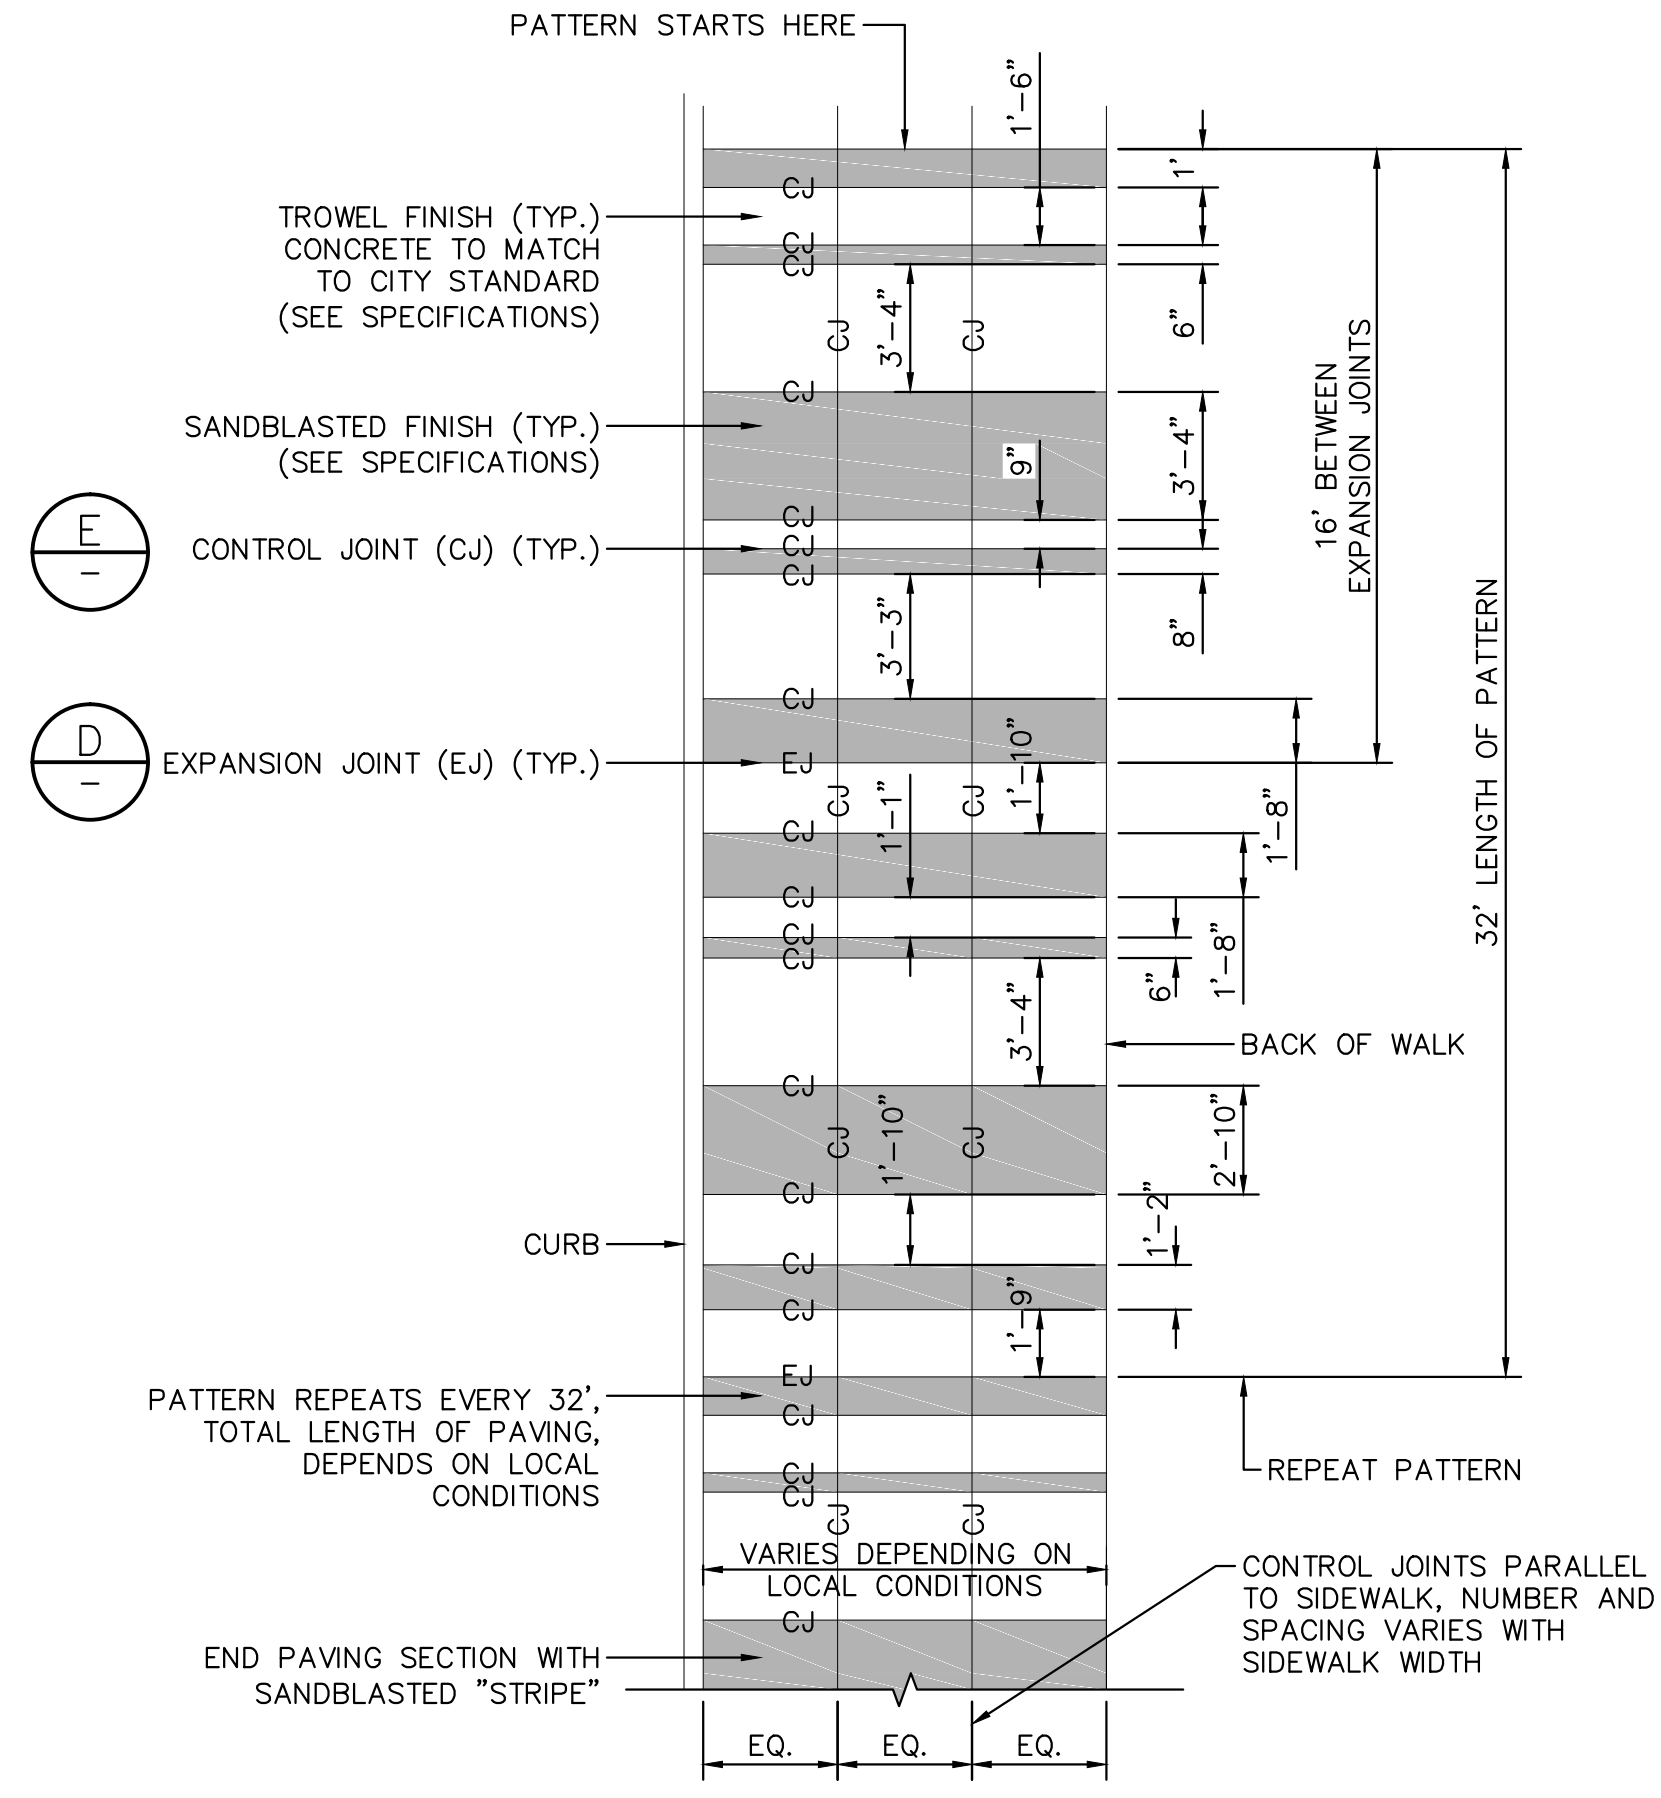 PATTERN STARTS HERE
1'-6"
1'
CJ
TROWEL FINISH (TYP.)
CONCRETE TO MATCH
TO CITY STANDARD
(SEE SPECIFICATIONS)
CJ
CJ
6"
3'-4"
CJ
CJ
CJ
SANDBLASTED FINISH (TYP.)
(SEE SPECIFICATIONS)
9"
3'-4"
16' BETWEEN
EXPANSION JOINTS
CJ
E
-
CONTROL JOINT (CJ) (TYP.)
CJ
CJ
3'-3"
8"
32' LENGTH OF PATTERN
CJ
D
-
EXPANSION JOINT (EJ) (TYP.)
EJ
1'-10"
CJ
CJ
1'-1"
1'-8"
CJ
CJ
CJ
CJ
6"
1'-8"
3'-4"
BACK OF WALK
CJ
CJ
CJ
1'-10"
2'-10"
CJ
1'-2"
CURB
CJ
CJ
1'-9"
EJ
PATTERN REPEATS EVERY 32',
TOTAL LENGTH OF PAVING,
DEPENDS ON LOCAL
CONDITIONS
CJ
REPEAT PATTERN
CJ
CJ
CJ
CJ
VARIES DEPENDING ON
LOCAL CONDITIONS
CONTROL JOINTS PARALLEL
TO SIDEWALK, NUMBER AND
SPACING VARIES WITH
SIDEWALK WIDTH
CJ
END PAVING SECTION WITH
SANDBLASTED "STRIPE"
EQ.
EQ.
EQ.